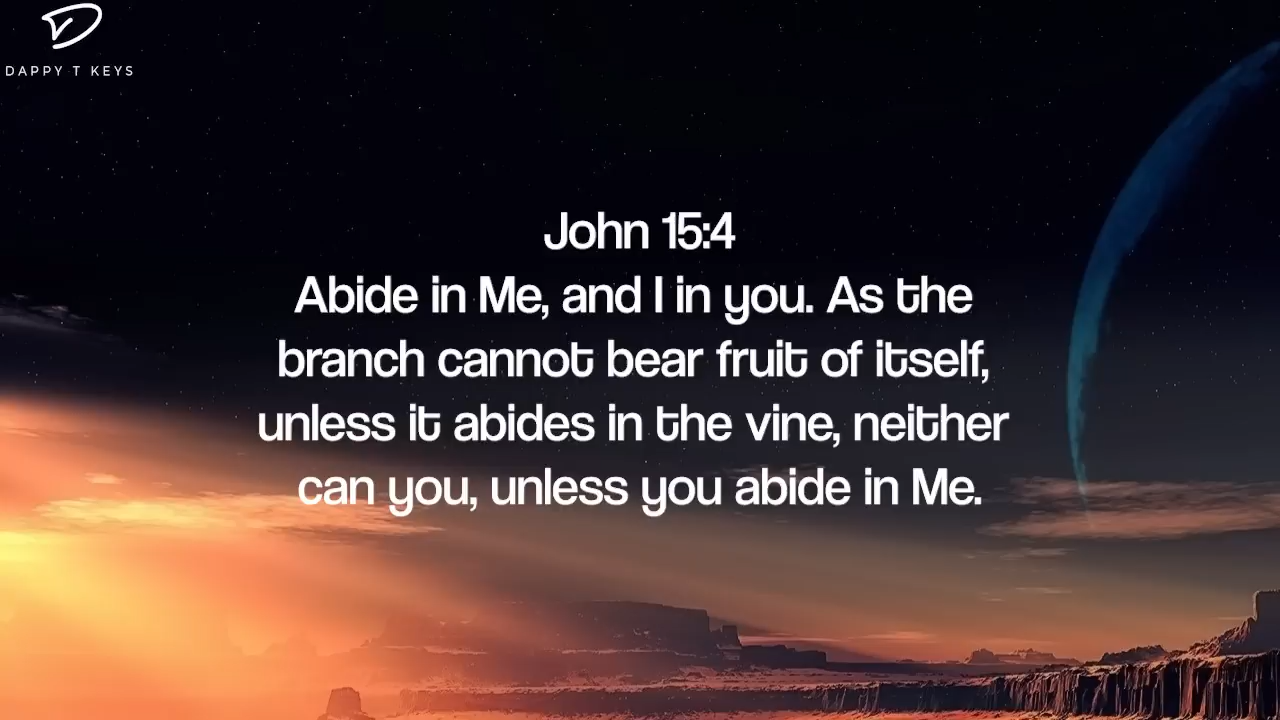 DAPPY T KEYS
John 15:4
Abide in Me, and I in you. As the
branch cannot bear fruit of itself,
unless it abides in the vine, neither
can you, unless you abide in Me.